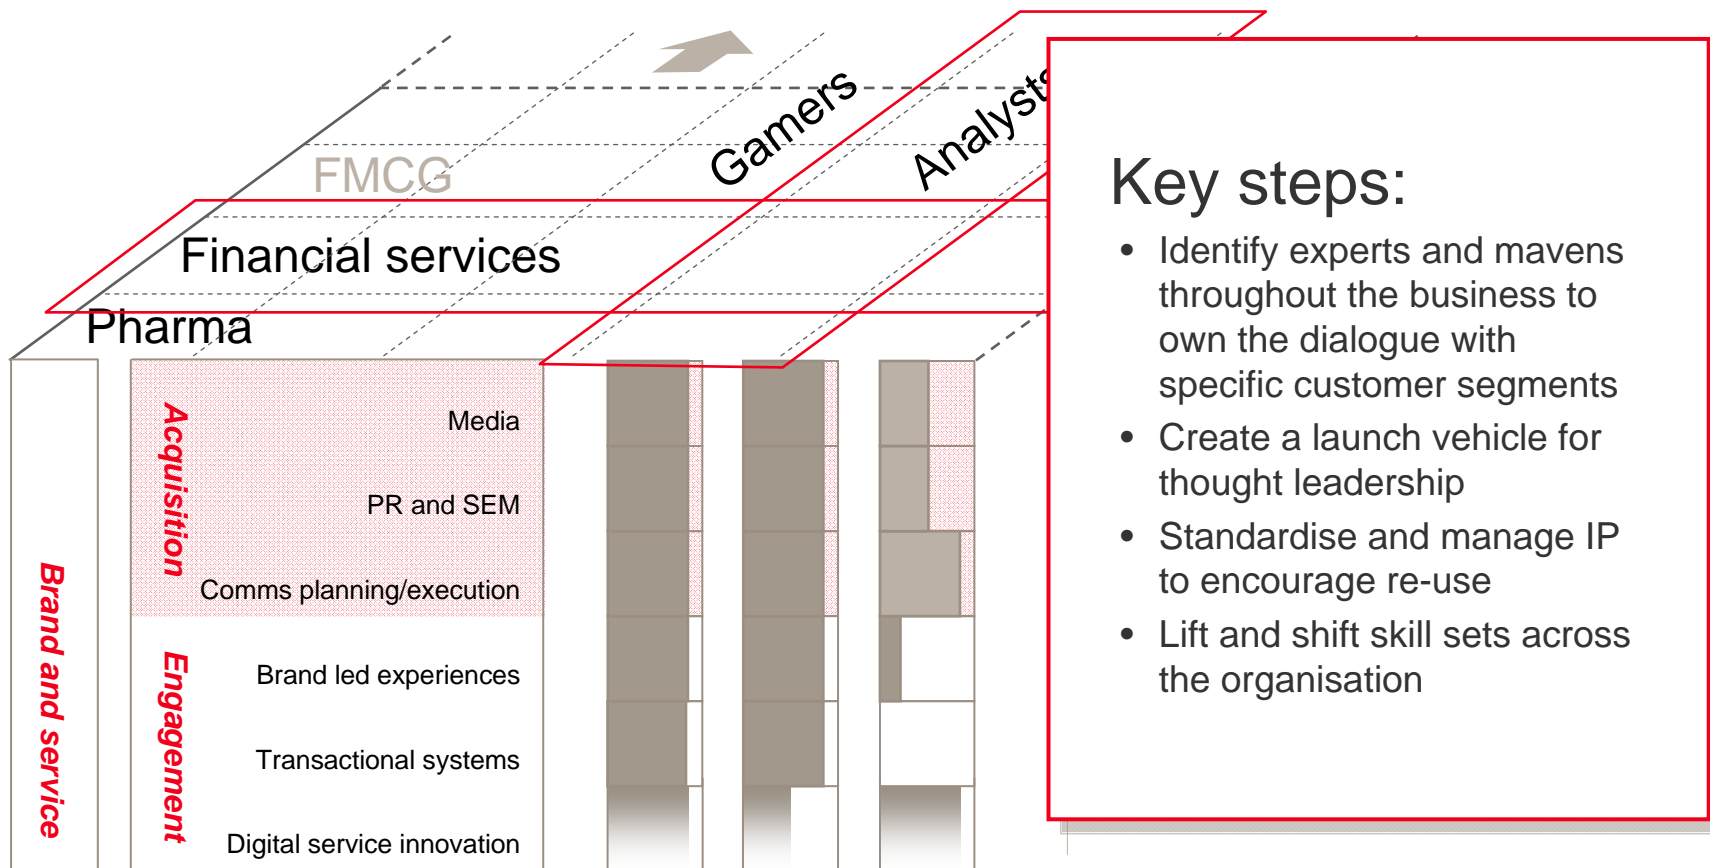 Gamers
Analysts
FMCG
Financial services
Pharma
Brand and service
Acquisition
Media
PR and SEM
Comms planning/execution
Engagement
Brand led experiences
Transactional systems
Digital service innovation
Key steps:
• Identify experts and mavens
throughout the business to
own the dialogue with
specific customer segments
• Create a launch vehicle for
thought leadership
• Standardise and manage IP
to encourage re-use
• Lift and shift skill sets across
the organisation